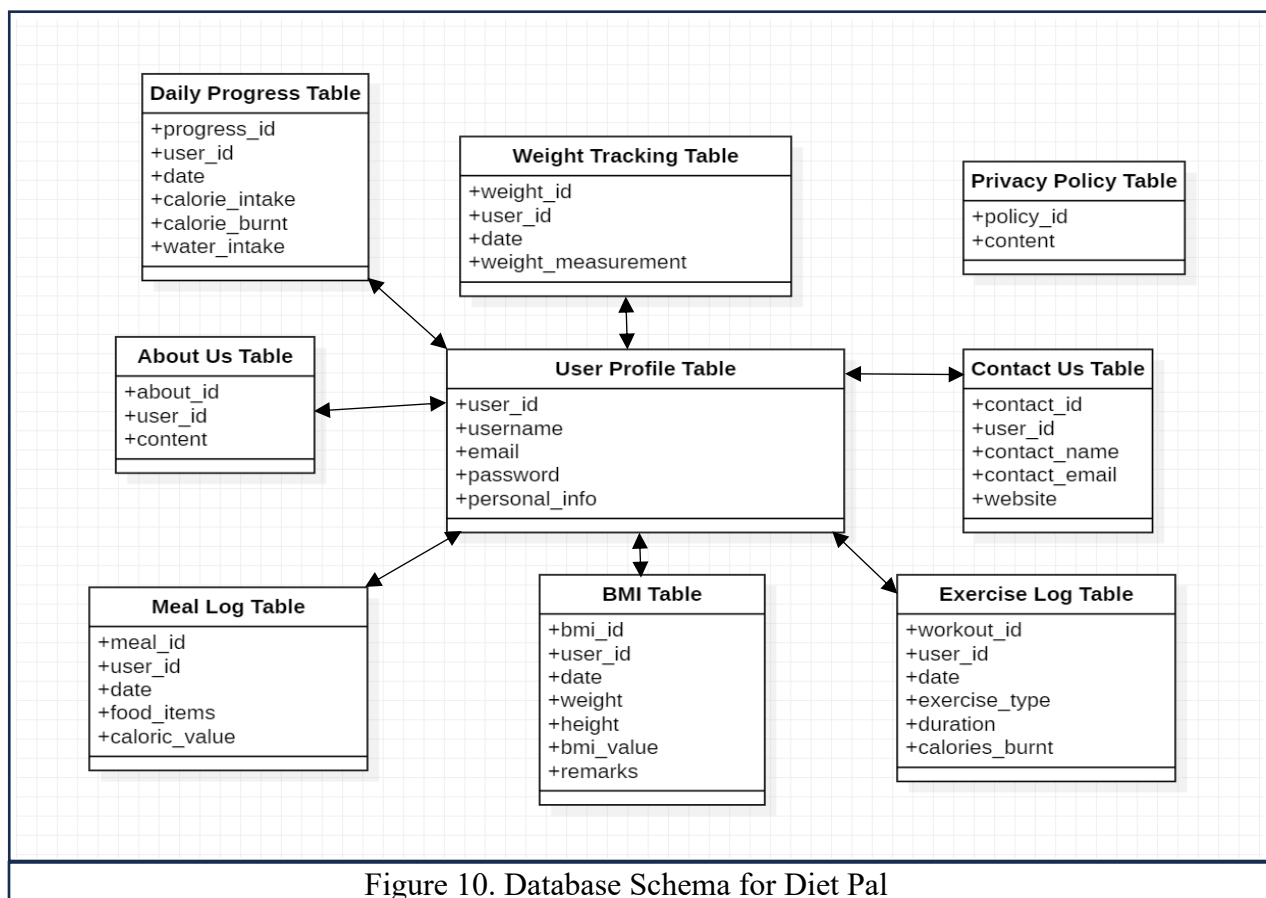 Daily Progress Table
+progress_id
+user_id
+date
+calorie_intake
+calorie_burnt
+water_intake
Weight Tracking Table
+weight_id
+user_id
+date
+weight_measurement
Privacy Policy Table
+policy_id
+content
About Us Table
+about_id
+user_id
+content
User Profile Table
+user_id
+username
+email
+password
+personal_info
Contact Us Table
+contact_id
+user_id
+contact_name
+contact_email
+website
Meal Log Table
+meal_id
+user_id
+date
+food_items
+caloric_value
BMI Table
+bmi_id
+user_id
+date
+weight
+height
+bmi_value
+remarks
Exercise Log Table
+workout_id
+user_id
+date
+exercise_type
+duration
+calories_burnt
Figure 10. Database Schema for Diet Pal